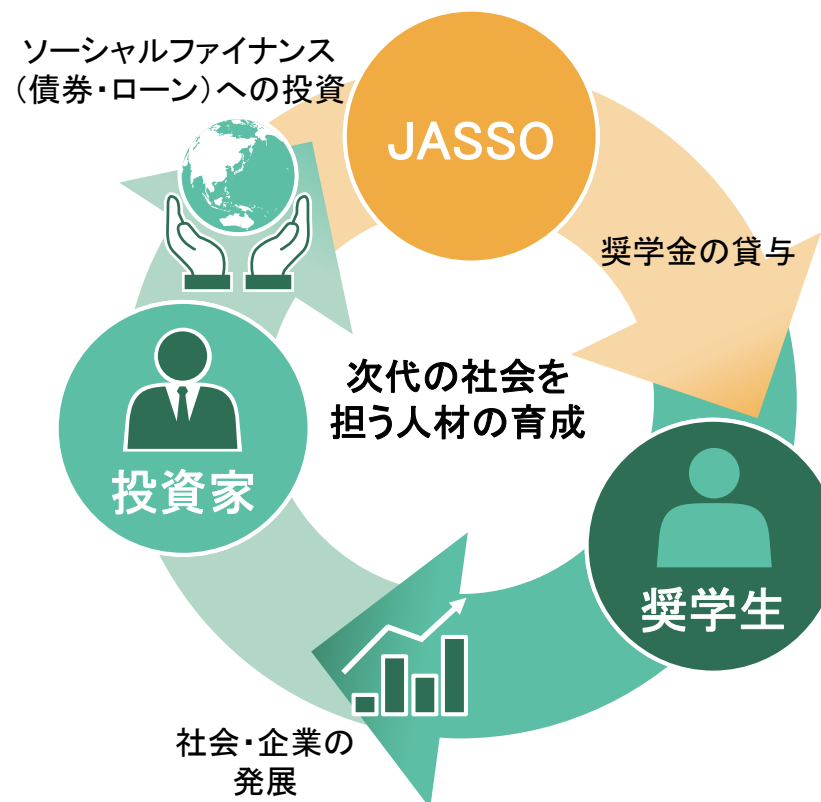 ソーシャルファイナンス
（債券・ローン）への投資
JASSO
奨学金の貸与
次代の社会を
担う人材の育成
投資家
奨学生
社会・企業の
発展